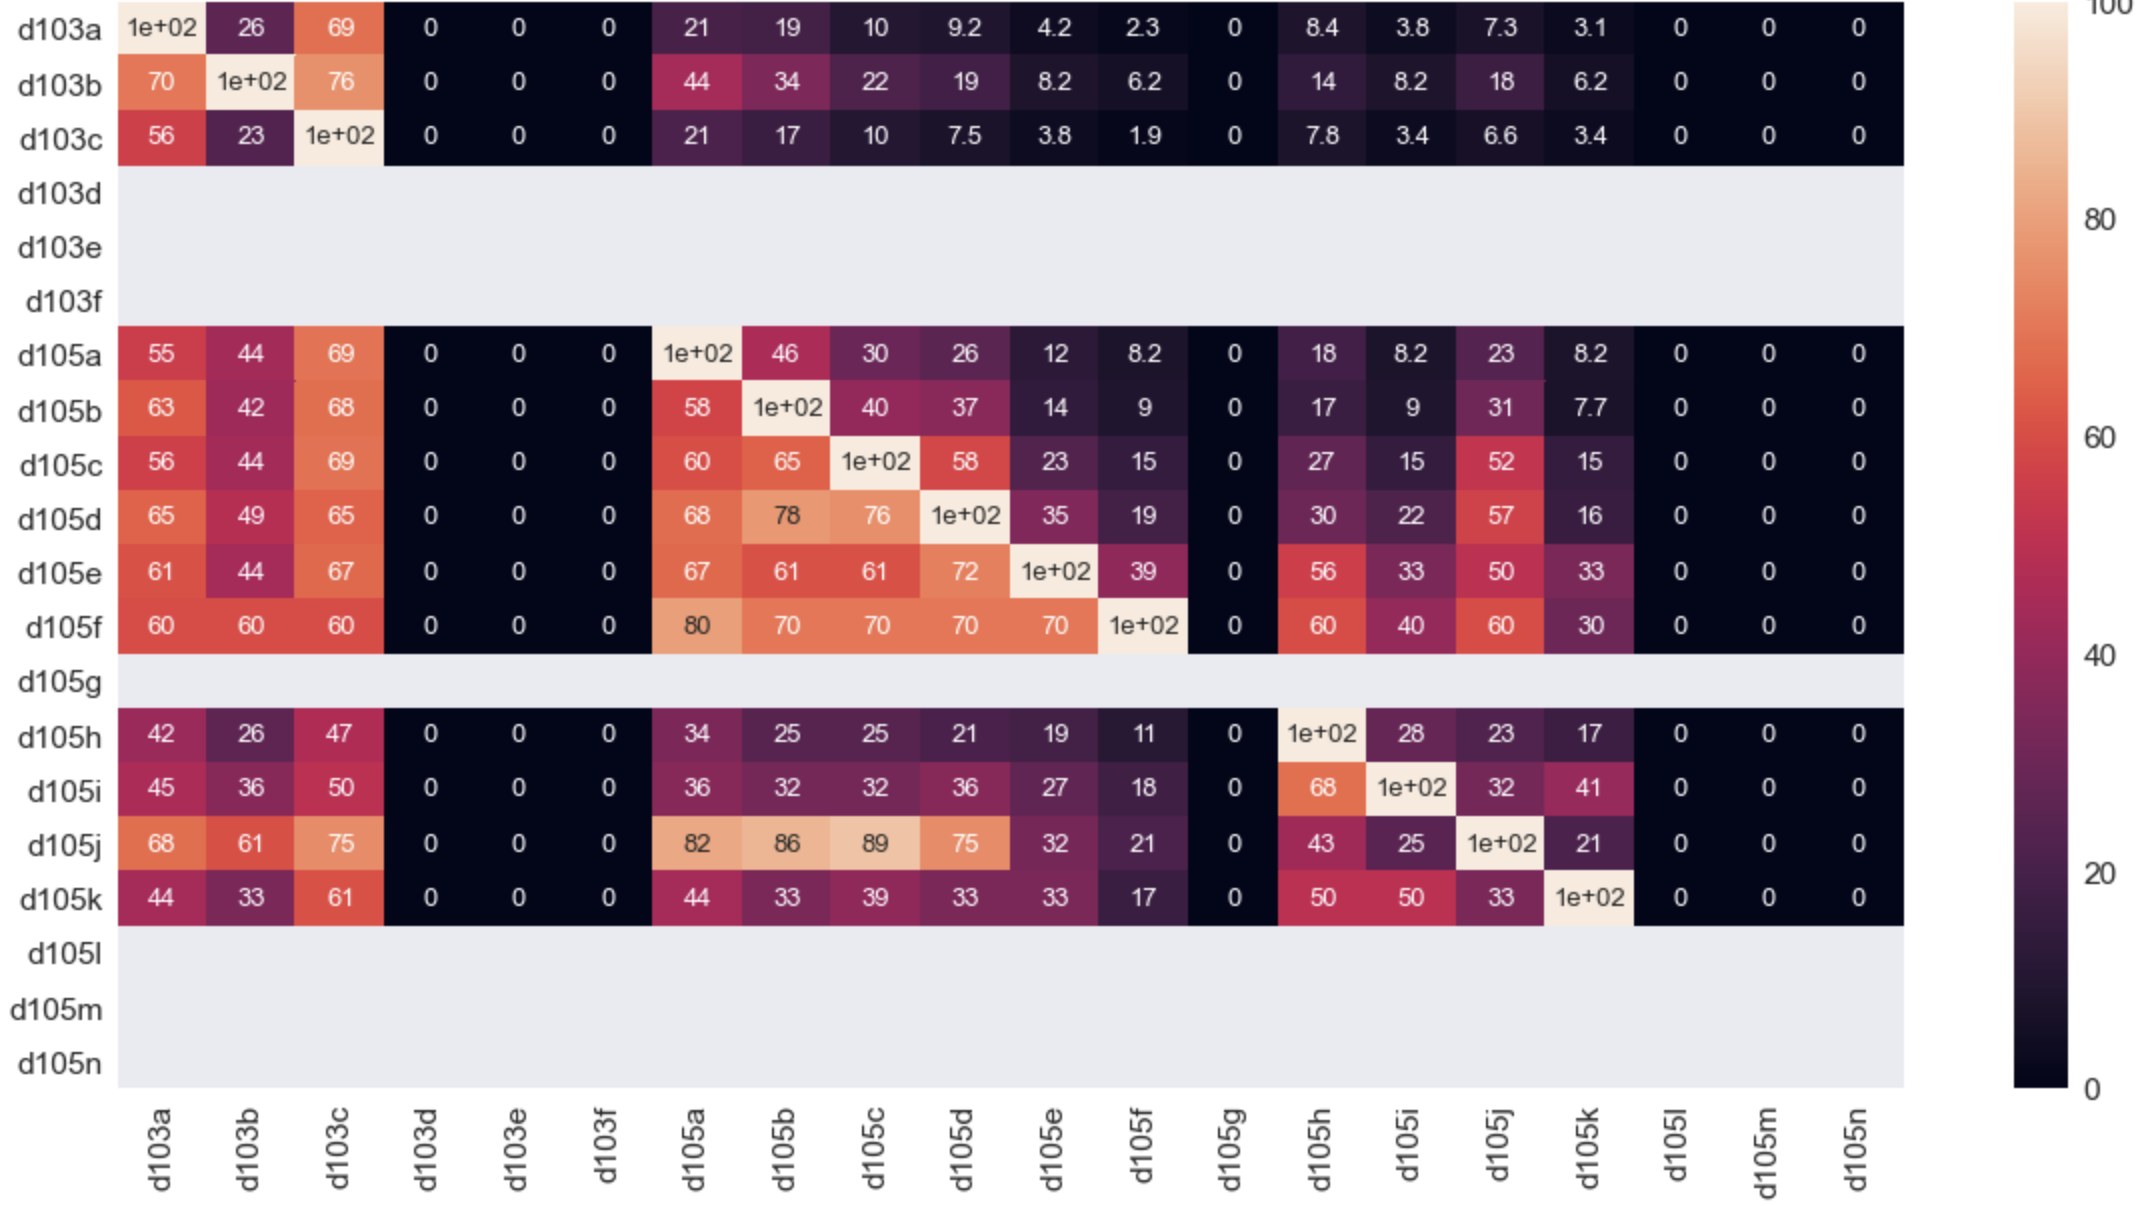 100
d103a 1e+02 26 69 0 0 0 21 19 10 9.2 4.2 2.3 0 8.4 3.8 7.3 3.1 0 0 0
d103b 70 1e+02 76 0 0 0 44 34 22 19 8.2 6.2 0 14 8.2 18 6.2 0 0 0
d103c 56 23 1e+02 0 0 0 21 17 10 7.5 3.8 1.9 0 7.8 3.4 6.6 3.4 0 0 0
d103d
80
d103e
d103f
d105a 55 44 69 0 0 0 1e+02 46 30 26 12 8.2 0 18 8.2 23 8.2 0 0 0
d105b 63 42 68 0 0 0 58 1e+02 40 37 14 9 0 17 9 31 7.7 0 0 0
60
d105c 56 44 69 0 0 0 60 65 1e+02 58 23 15 0 27 15 52 15 0 0 0
d105d 65 49 65 0 0 0 68 78 76 1e+02 35 19 0 30 22 57 16 0 0 0
d105e 61 44 67 0 0 0 67 61 61 72 1e+02 39 0 56 33 50 33 0 0 0
d105f 60 60 60 0 0 0 80 70 70 70 70 1e+02 0 60 40 60 30 0 0 0
40
d105g
d105h 42 26 47 0 0 0 34 25 25 21 19 11 0 1e+02 28 23 17 0 0 0
d105i 45 36 50 0 0 0 36 32 32 36 27 18 0 68 1e+02 32 41 0 0 0
d105j 68 61 75 0 0 0 82 86 89 75 32 21 0 43 25 1e+02 21 0 0 0
20
d105k 44 33 61 0 0 0 44 33 39 33 33 17 0 50 50 33 1e+02 0 0 0
d105l
d105m
d105n
0
d103a d103b d103c d103d d103e d103f d105a d105b d105c d105d d105e d105f d105g d105h d105i d105j d105k d105l d105m d105n